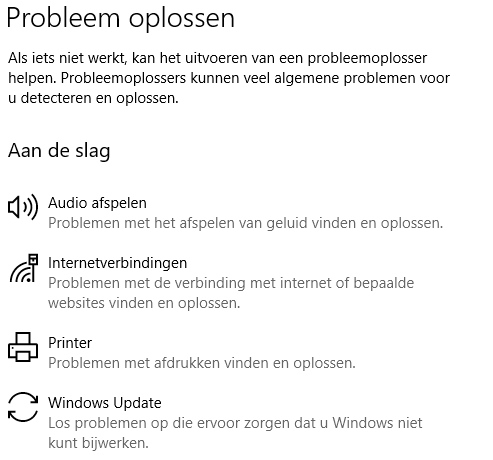 Probleem oplossen
Als iets niet werkt, kan het uitvoeren van een probleemoplosser
helpen. Probleemoplossers kunnen veel algemene problemen voor
u detecteren en oplossen.
Aan de slag
Audio afspelen
Problemen met het afspelen van geluid vinden en oplossen.
Internetverbindingen
Problemen met de verbinding met internet of bepaalde
websites vinden en oplossen.
Printer
Problemen met afdrukken vinden en oplossen.
Windows Update
Los problemen op die ervoor zorgen dat u Windows niet
kunt bijwerken.